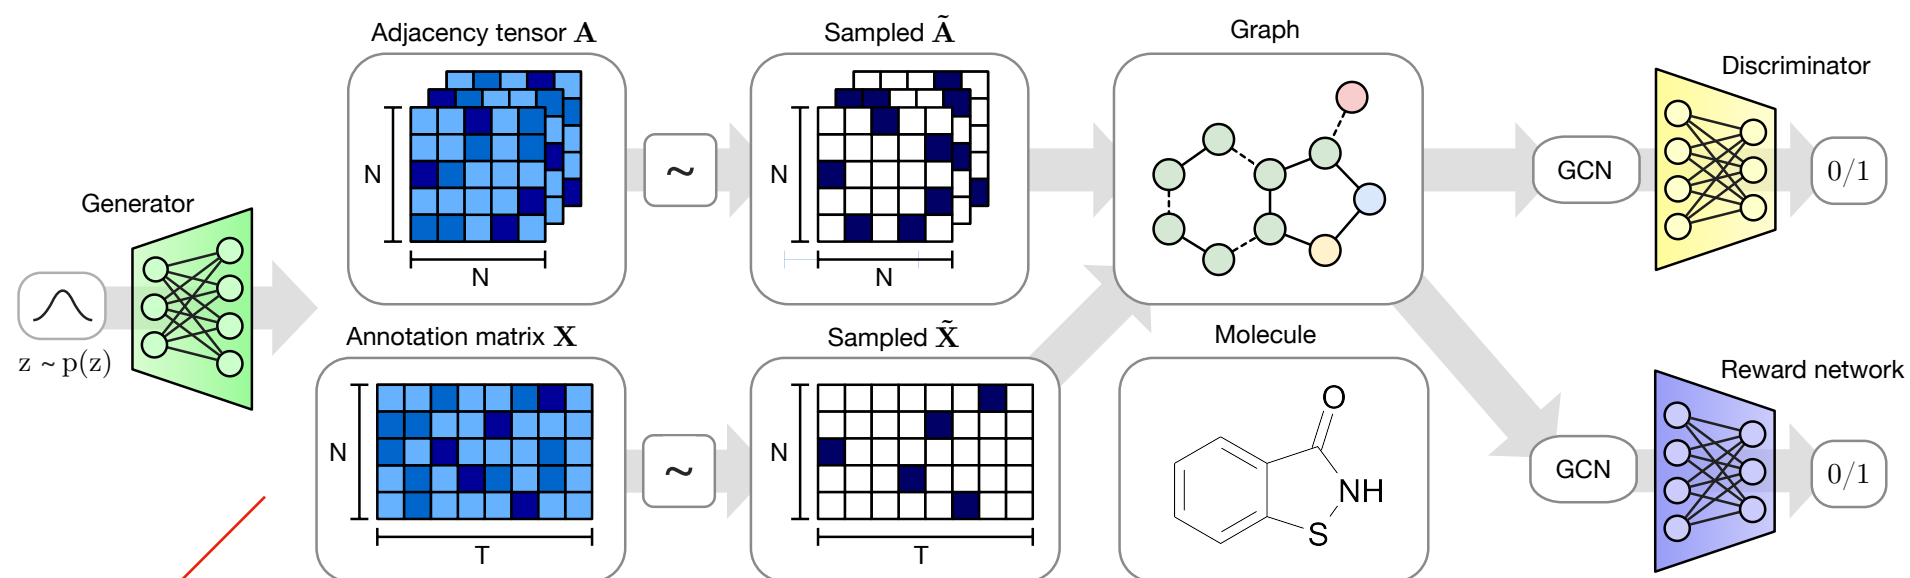 Adjacency tensor A
Sampled Ã
Graph
Discriminator
N
N
~
N
N
GCN
0/1
Generator
z ~ p(z)
Annotation matrix X
Sampled X̃
Molecule
Reward network
N
T
~
N
T
O
NH
S
GCN
0/1